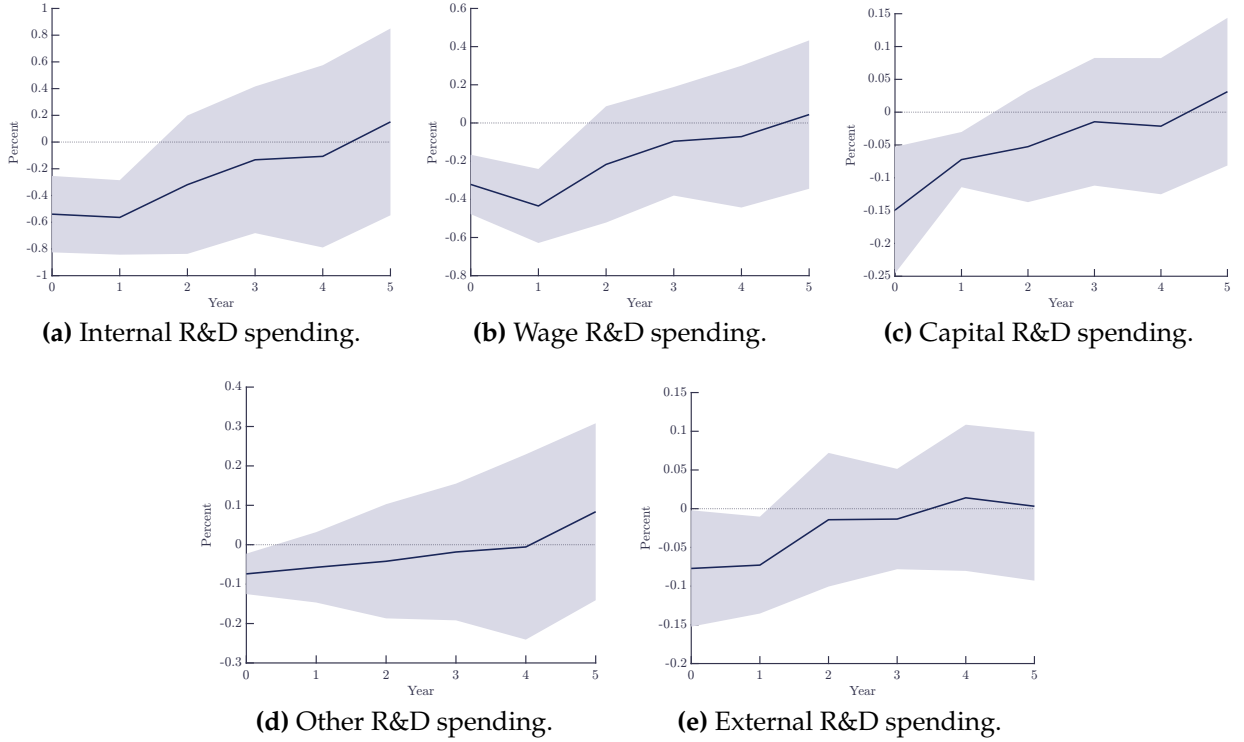 1
0.8
0.6
0.4
0.2
0
-0.2
-0.4
-0.6
-0.8
-1
Percent
0 1 2 3 4 5
Year
(a) Internal R&D spending.
0.6
0.4
0.2
0
-0.2
-0.4
-0.6
-0.8
Percent
0 1 2 3 4 5
Year
(b) Wage R&D spending.
0.15
0.1
0.05
0
-0.05
-0.1
-0.15
-0.2
-0.25
Percent
0 1 2 3 4 5
Year
(c) Capital R&D spending.
0.4
0.3
0.2
0.1
0
-0.1
-0.2
-0.3
Percent
0 1 2 3 4 5
Year
(d) Other R&D spending.
0.15
0.1
0.05
0
-0.05
-0.1
-0.15
-0.2
Percent
0 1 2 3 4 5
Year
(e) External R&D spending.